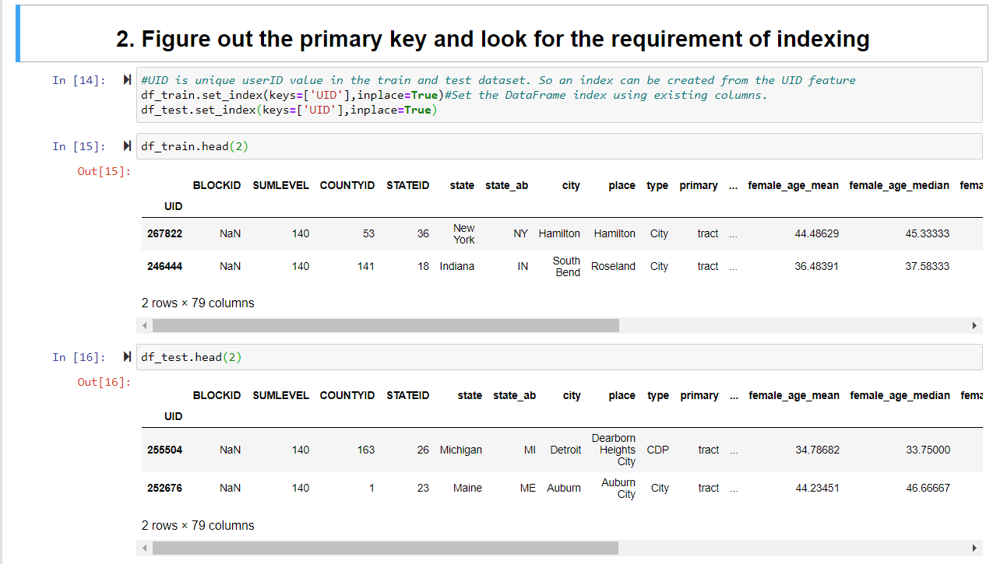 2. Figure out the primary key and look for the requirement of indexing
In [14]:
#UID is unique userID value in the train and test dataset. So an index can be created from the UID feature
df_train.set_index(keys=['UID'],inplace=True)#Set the DataFrame index using existing columns.
df_test.set_index(keys=['UID'],inplace=True)
In [15]:
df_train.head(2)
Out[15]:
BLOCKID SUMLEVEL COUNTYID STATEID state state_ab city place type primary ... female_age_mean female_age_median fema
UID
267822 NaN 140 53 36 New York NY Hamilton Hamilton City tract ... 44.48629 45.33333
246444 NaN 140 141 18 Indiana IN South Bend Roseland City tract ... 36.48391 37.58333
2 rows × 79 columns
In [16]:
df_test.head(2)
Out[16]:
BLOCKID SUMLEVEL COUNTYID STATEID state state_ab city place type primary ... female_age_mean female_age_median fema
UID
255504 NaN 140 163 26 Michigan MI Detroit Dearborn Heights City CDP tract ... 34.78682 33.75000
252676 NaN 140 1 23 Maine ME Auburn Auburn City City tract ... 44.23451 46.66667
2 rows × 79 columns